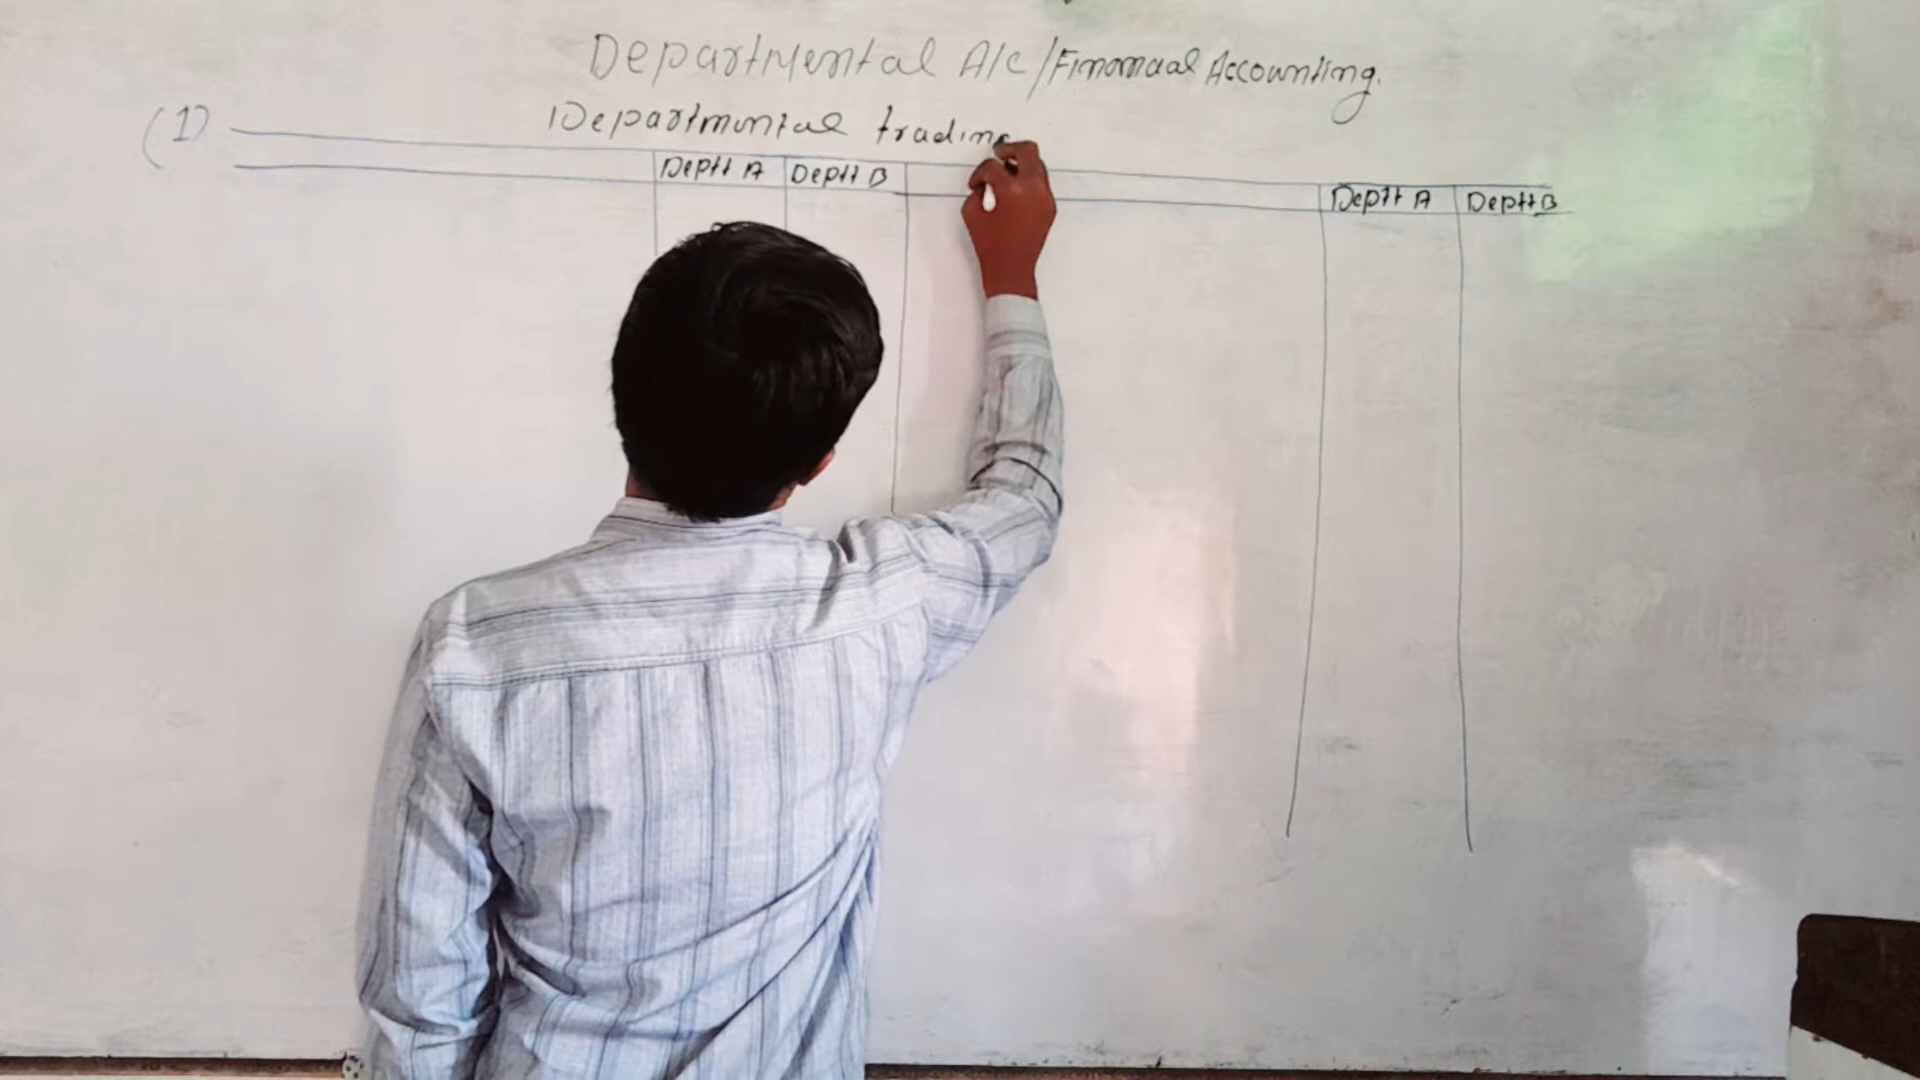 Departmental A/c/Financial Accounting.
(1) Departmental trading
Deptt A Deptt B Deptt A Deptt B